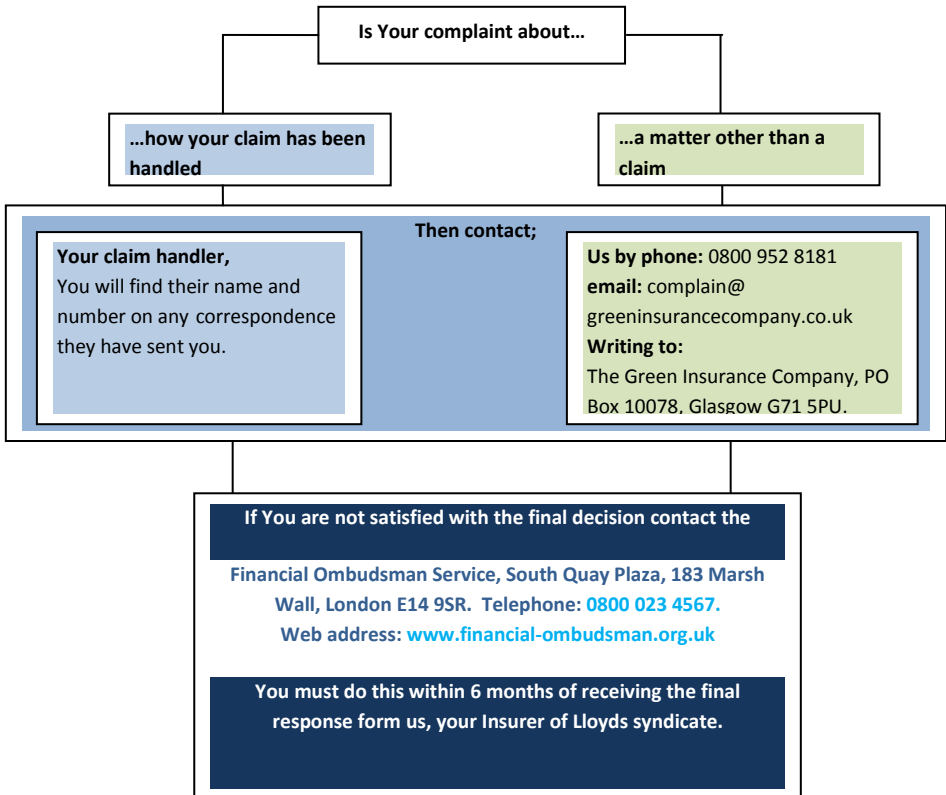 Is Your complaint about…
…how your claim has been
handled
…a matter other than a
claim
Then contact;
Your claim handler,
You will find their name and
number on any correspondence
they have sent you.
Us by phone: 0800 952 8181
email: complain@
greeninsurancecompany.co.uk
Writing to:
The Green Insurance Company, PO
Box 10078, Glasgow G71 5PU.
If You are not satisfied with the final decision contact the
Financial Ombudsman Service, South Quay Plaza, 183 Marsh
Wall, London E14 9SR. Telephone: 0800 023 4567.
Web address: www.financial-ombudsman.org.uk
You must do this within 6 months of receiving the final
response form us, your Insurer of Lloyds syndicate.